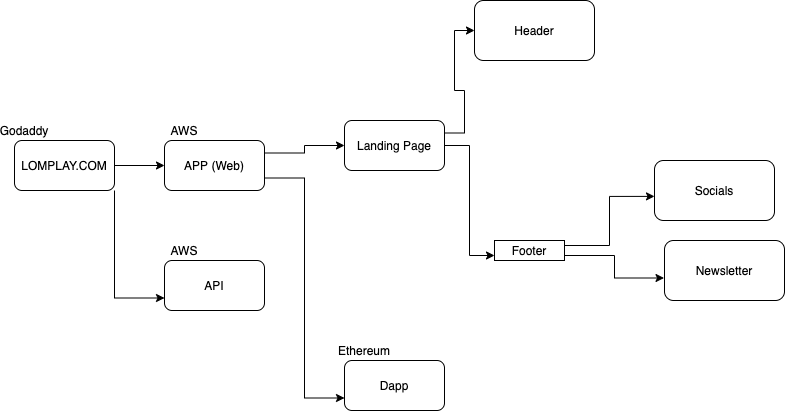 Header
Godaddy
AWS
LOMPLAY.COM
APP (Web)
Landing Page
Socials
AWS
Footer
API
Newsletter
Ethereum
Dapp